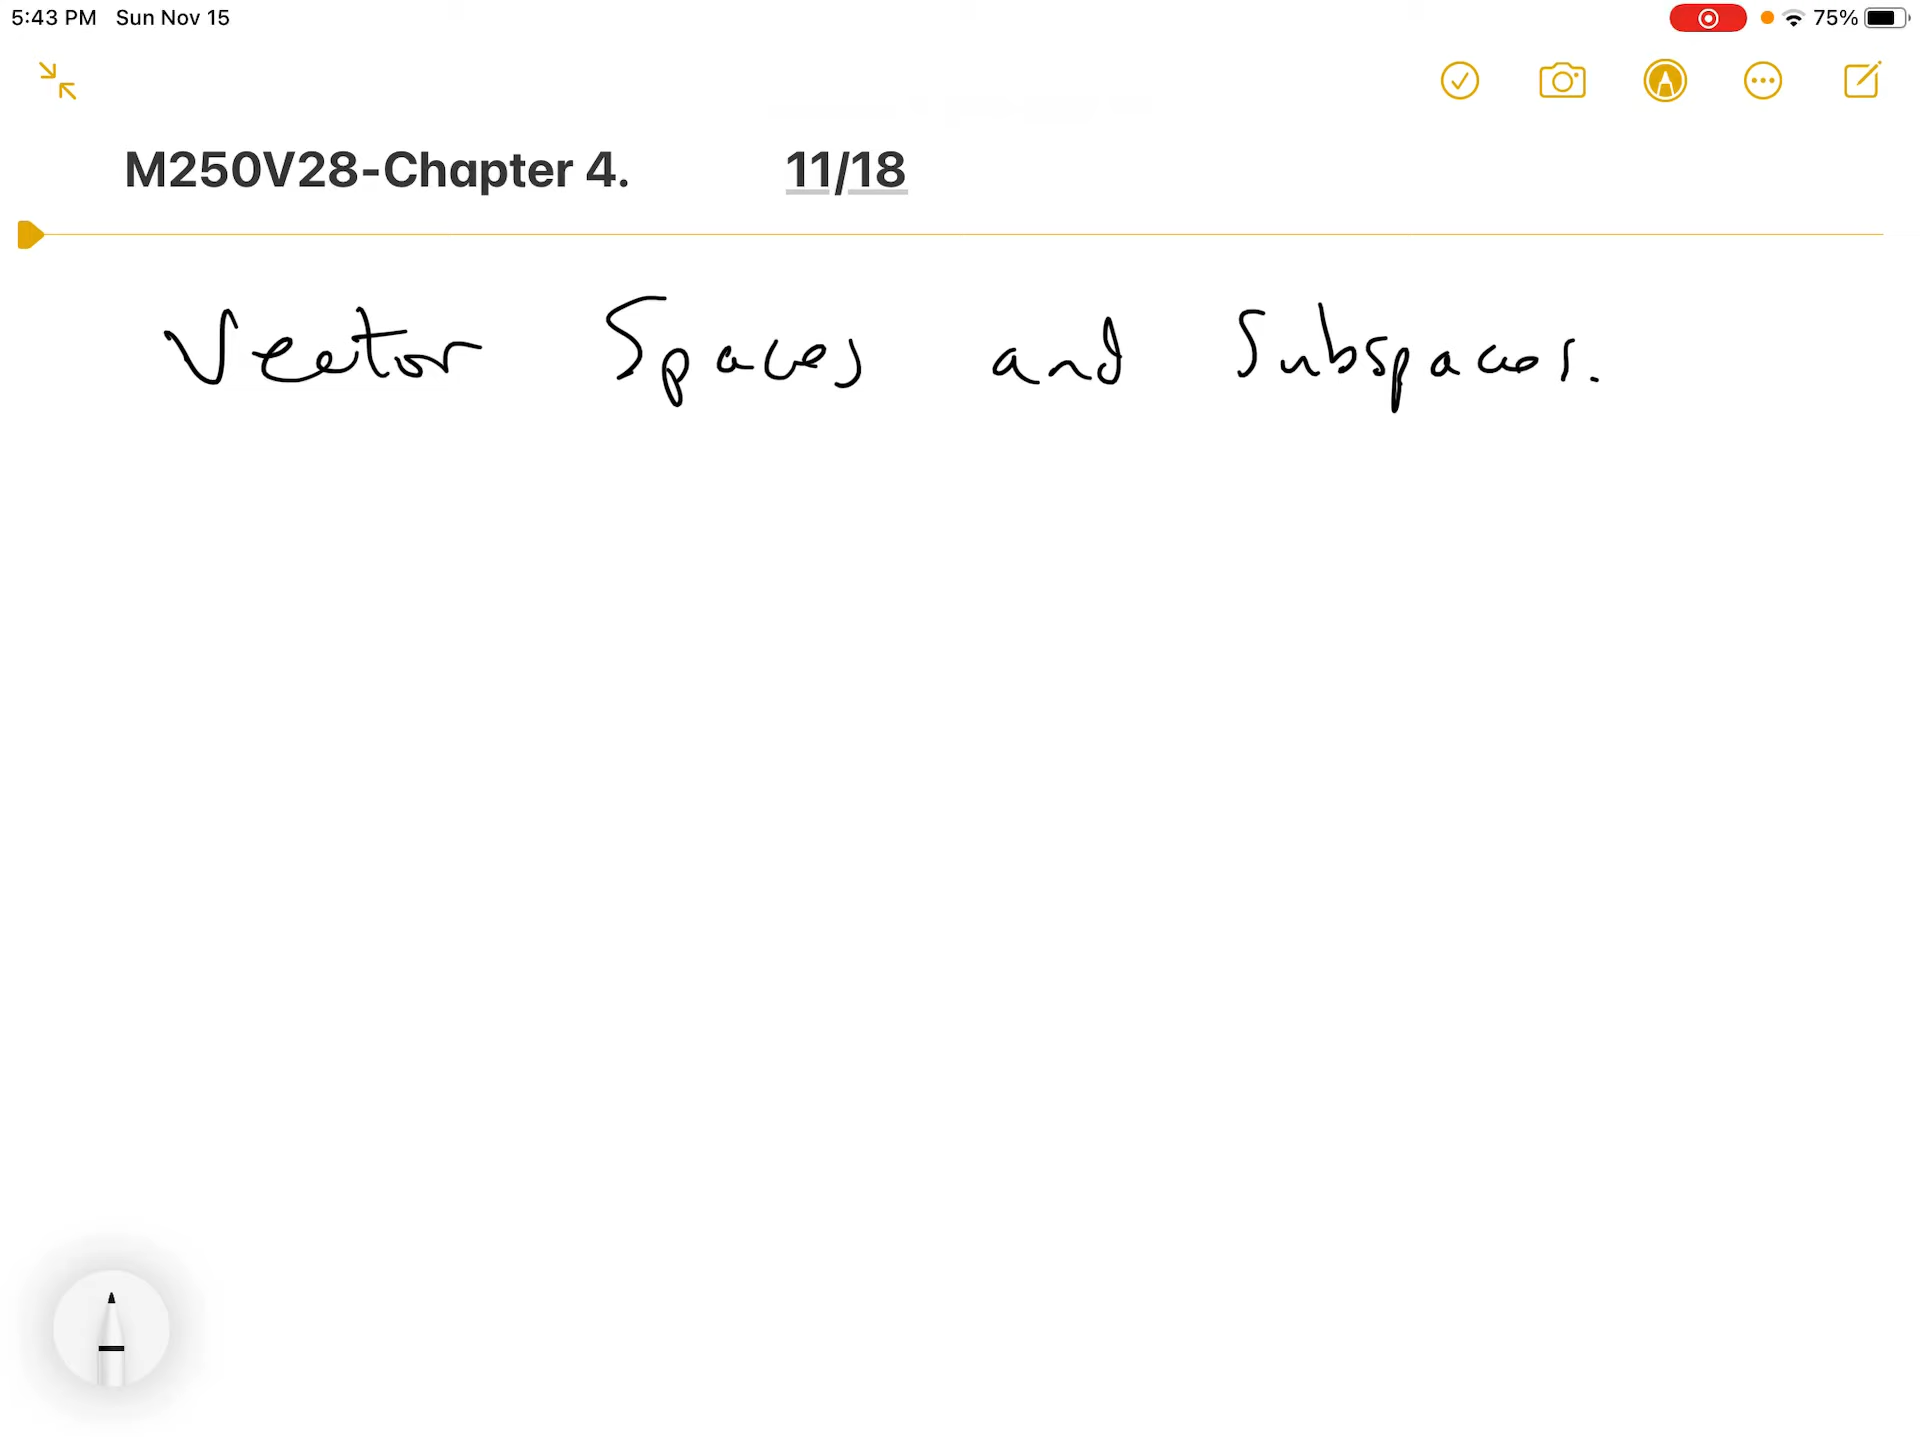 5:43 PM Sun Nov 15 75%
M250V28-Chapter 4. 11/18
Vector Spaces and Subspaces.